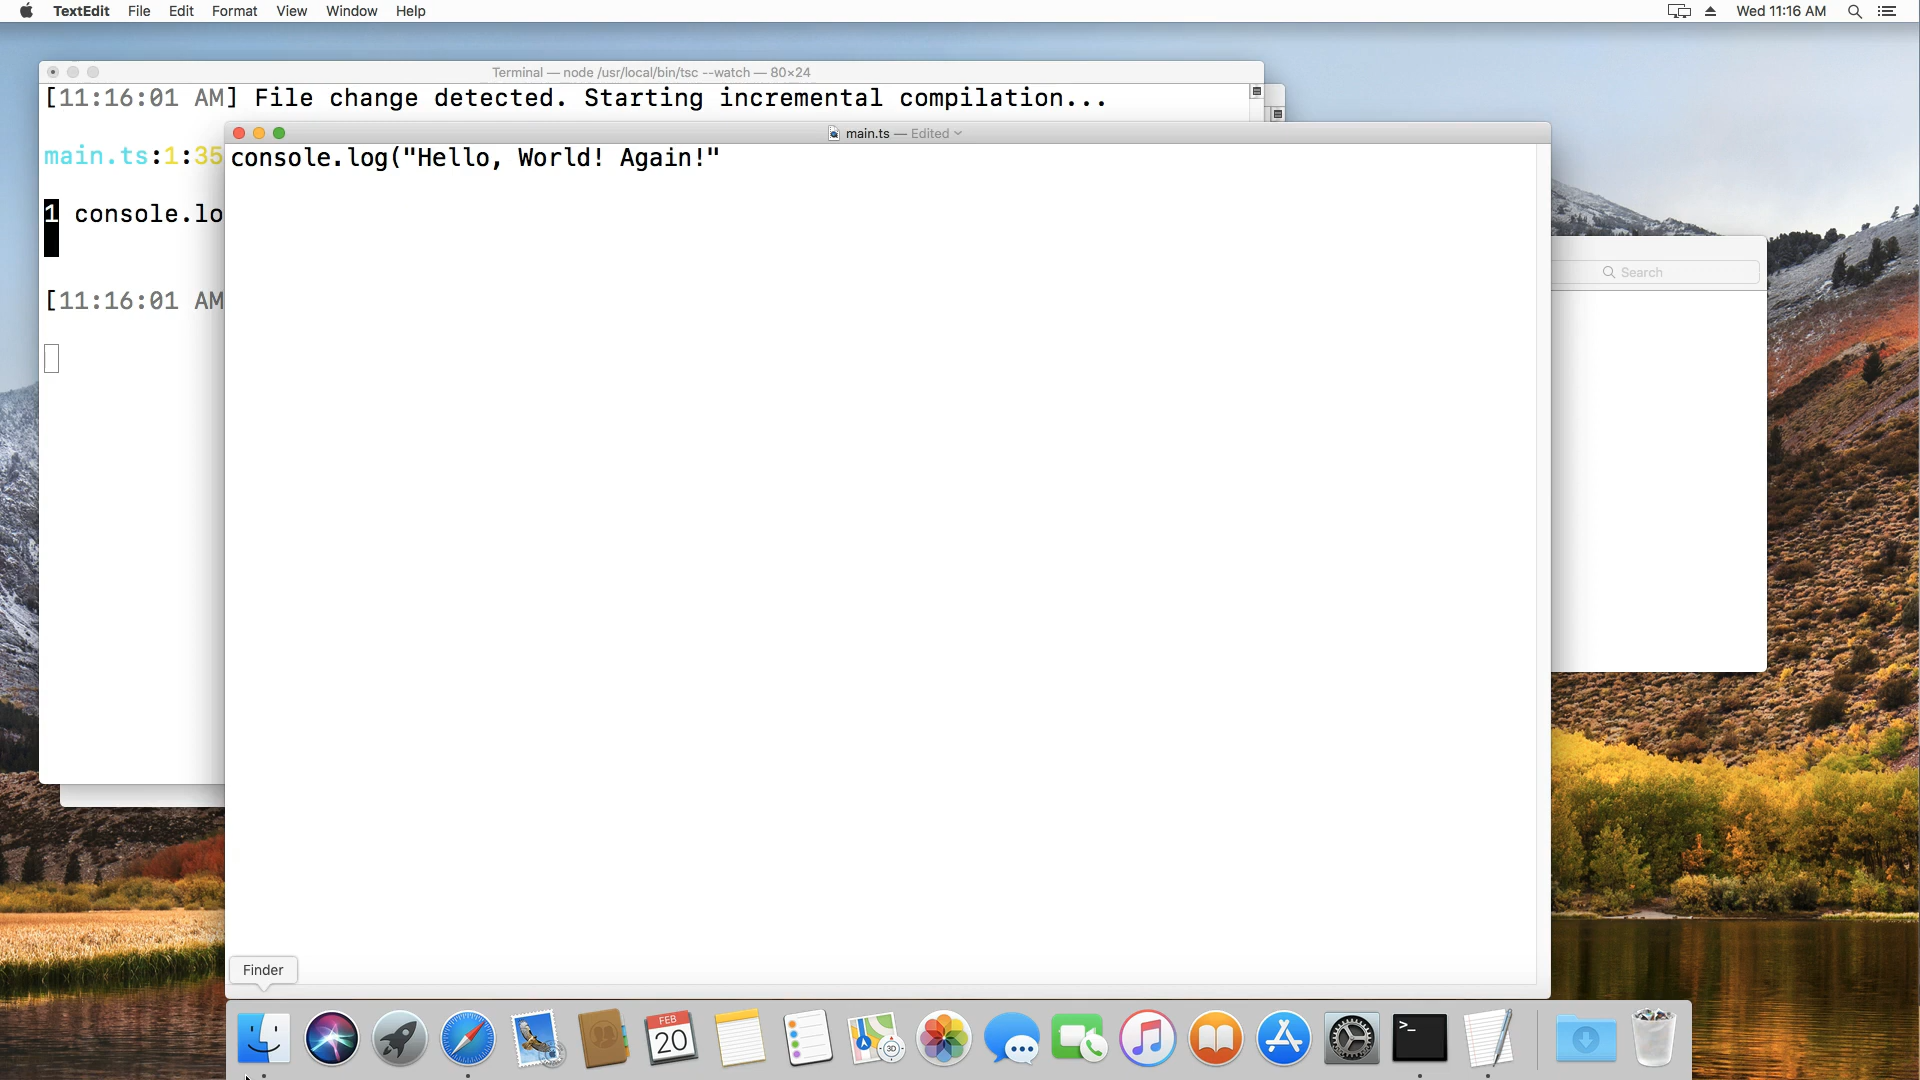 TextEdit File Edit Format View Window Help Wed 11:16 AM
Terminal — node /usr/local/bin/tsc --watch — 80×24
[11:16:01 AM] File change detected. Starting incremental compilation...
main.ts — Edited
main.ts:1:35
console.log("Hello, World! Again!"
1 console.lo
Search
[11:16:01 AM
Finder
FEB
20
3D
>_